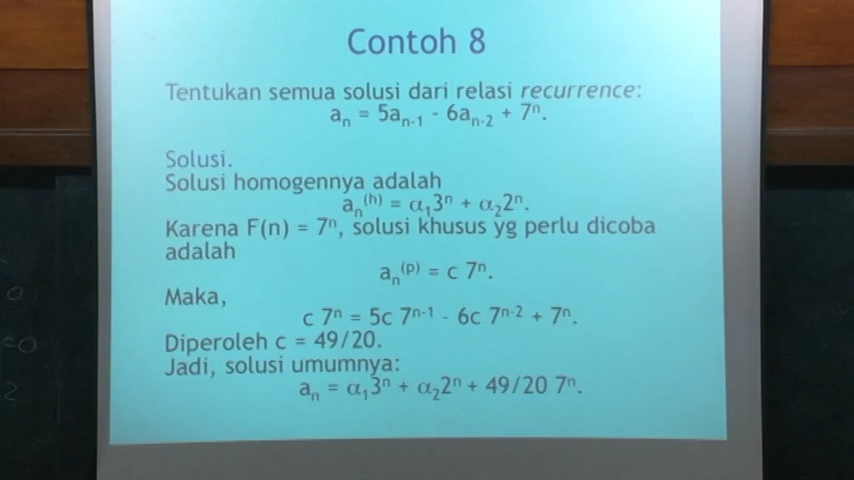 Contoh 8
Tentukan semua solusi dari relasi recurrence:
aₙ = 5aₙ₋₁ - 6aₙ₋₂ + 7ⁿ.
Solusi.
Solusi homogennya adalah
aₙ⁽ʰ⁾ = α₁3ⁿ + α₂2ⁿ.
Karena F(n) = 7ⁿ, solusi khusus yg perlu dicoba
adalah
aₙ⁽ᵖ⁾ = c 7ⁿ.
Maka,
c 7ⁿ = 5c 7ⁿ⁻¹ - 6c 7ⁿ⁻² + 7ⁿ.
Diperoleh c = 49/20.
Jadi, solusi umumnya:
aₙ = α₁3ⁿ + α₂2ⁿ + 49/20 7ⁿ.